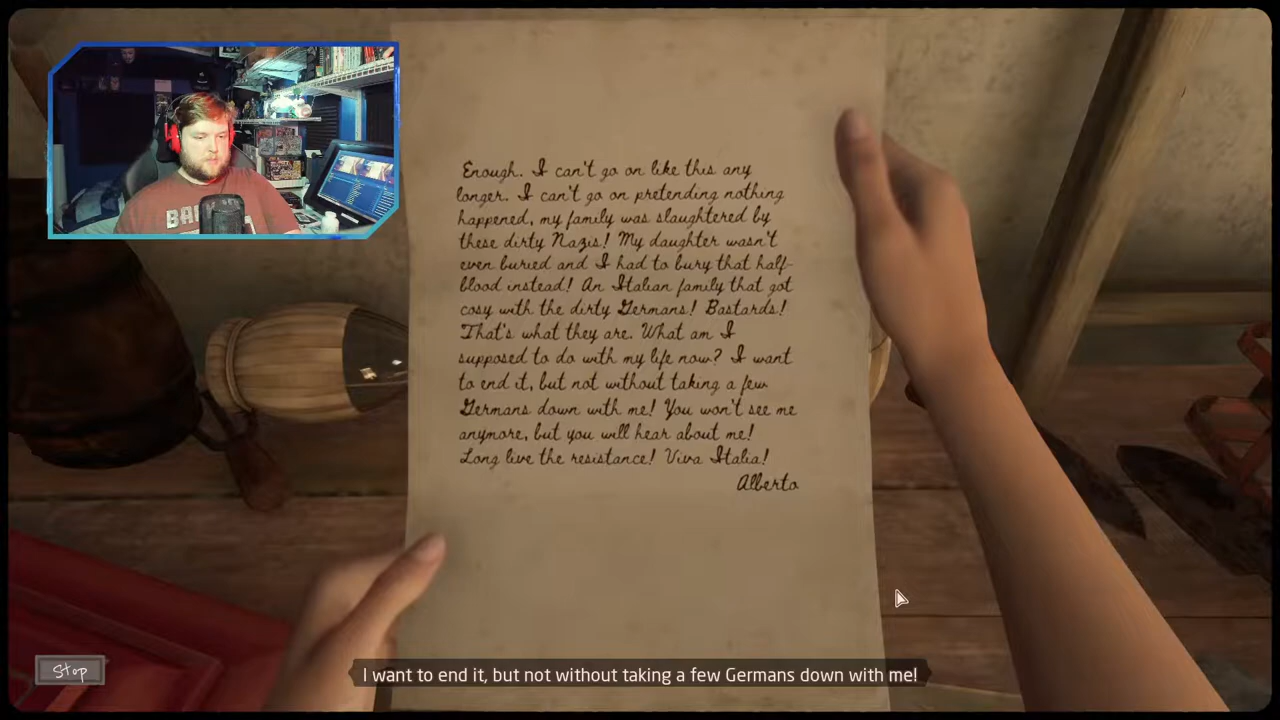 BA
Enough. I can't go on like this any
longer. I can't go on pretending nothing
happened, my family was slaughtered by
these dirty Nazis! My daughter wasn't
even buried and I had to bury that half-
blood instead! An Italian family that got
cosy with the dirty Germans! Bastards!
That's what they are. What am I
supposed to do with my life now? I want
to end it, but not without taking a few
Germans down with me! You won't see me
anymore, but you will hear about me!
Long live the resistance! Viva Italia!
Alberto
Stop
I want to end it, but not without taking a few Germans down with me!